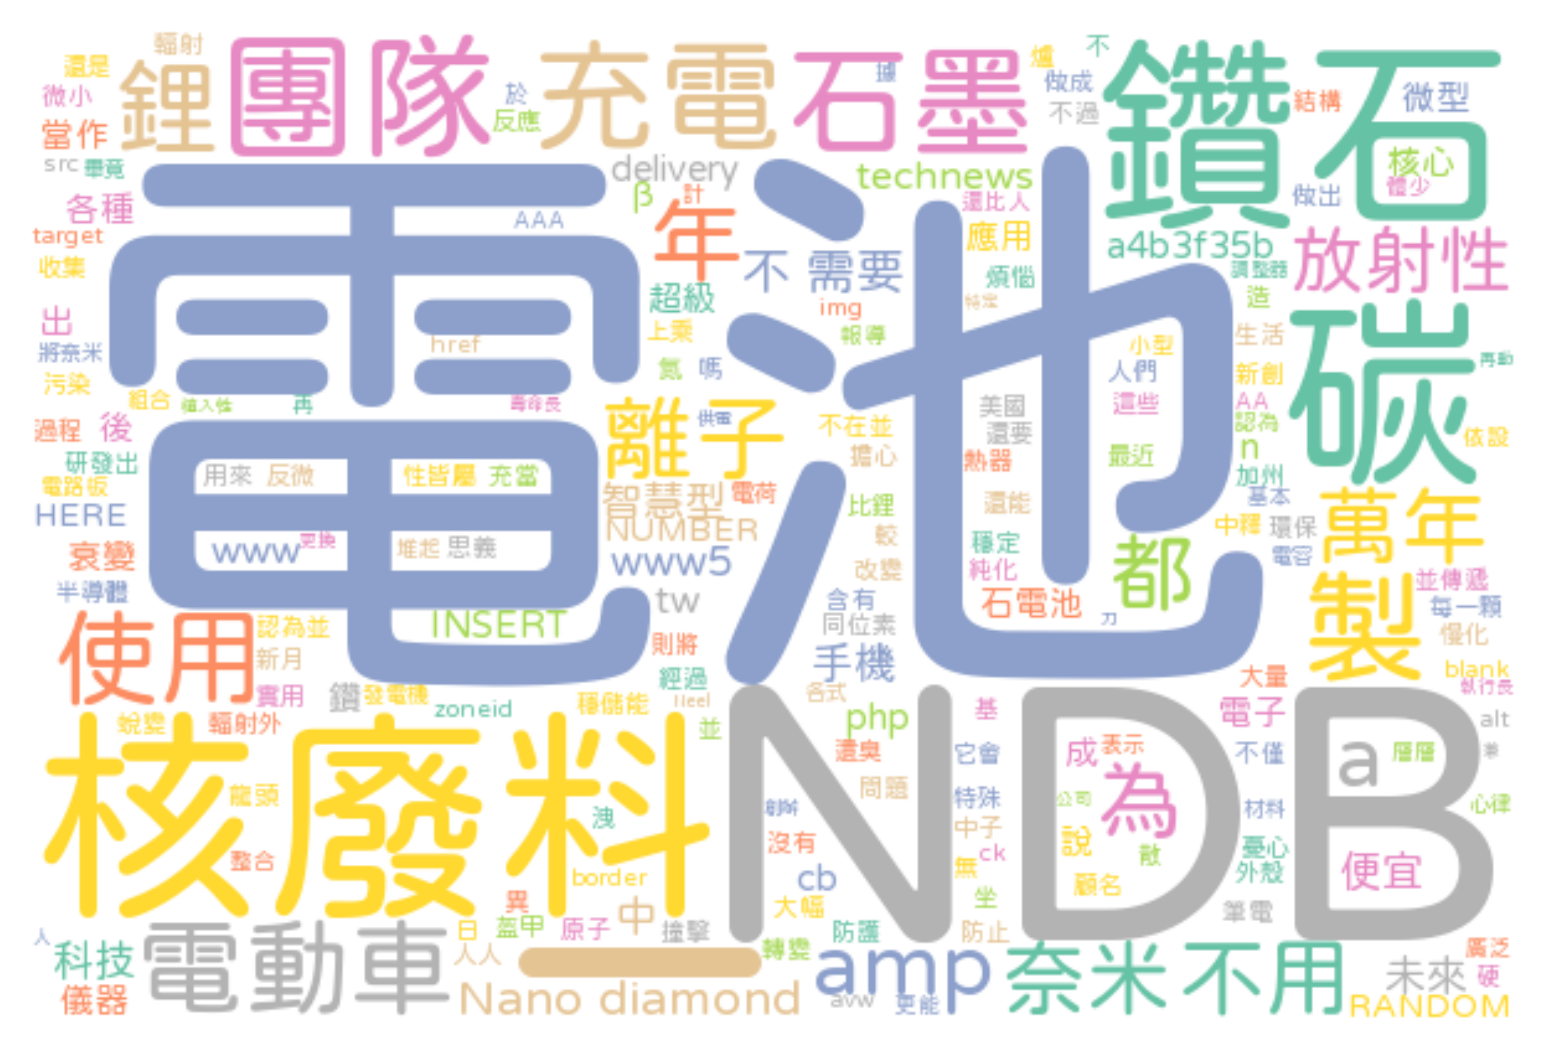 輻射
還是
微小
當作
鋰
團隊
充電
石墨
於
反應
據
爐
不
做成
不過
鑽石
結構
微型
核心
體少
做出
src
畢竟
各種
target
收集
出
將奈米
污染
過程
後
組合
植入性
再
壽命長
電池
AAA
href
delivery
β
計
年
超級
上乘
氮
嗎
technews
還比人
應用
不 需要
煩惱
img
特定
報導
小型
人們
這些
最近
a4b3f35b
調整器
造
放射性
生活
新創
AA
認為
n
加州
碳
再動
依設
離子
供電
不在並
擔心
美國
還要
熱器
還能
智慧型
電荷
NUMBER
比鋰
較
www5
改變
穩定
純化
都
基本
中釋
環保
電容
萬年
製
並傳遞
每一顆
慢化
blank
執行長
研發出
電路板
HERE
衰變
半導體
用來
反微
性皆屬
充當
www
更換
堆起
思義
使用
認為並
新月
實用
INSERT
tw
則將
經過
含有
同位素
手機
石電池
刀
鑽
發電機
zoneid
穩儲能
並
各式
php
還臭
問題
基
它會
特殊
中子
ck
無
坐
大量
電子
不僅
材料
憂心
外殼
筆電
alt
心律
蛻變
輻射外
核廢料
龍頭
整合
洩
border
異
NDB
成
表示
為
公司
說
散
顧名
a
層層
便宜
沒有
cb
大幅
防護
防止
人
科技
儀器
電動車
日
盔甲
人人
原子
中
撞擊
轉變
一
Nano diamond
amp
avw
更能
奈米
不用
未來
廣泛
硬
RANDOM